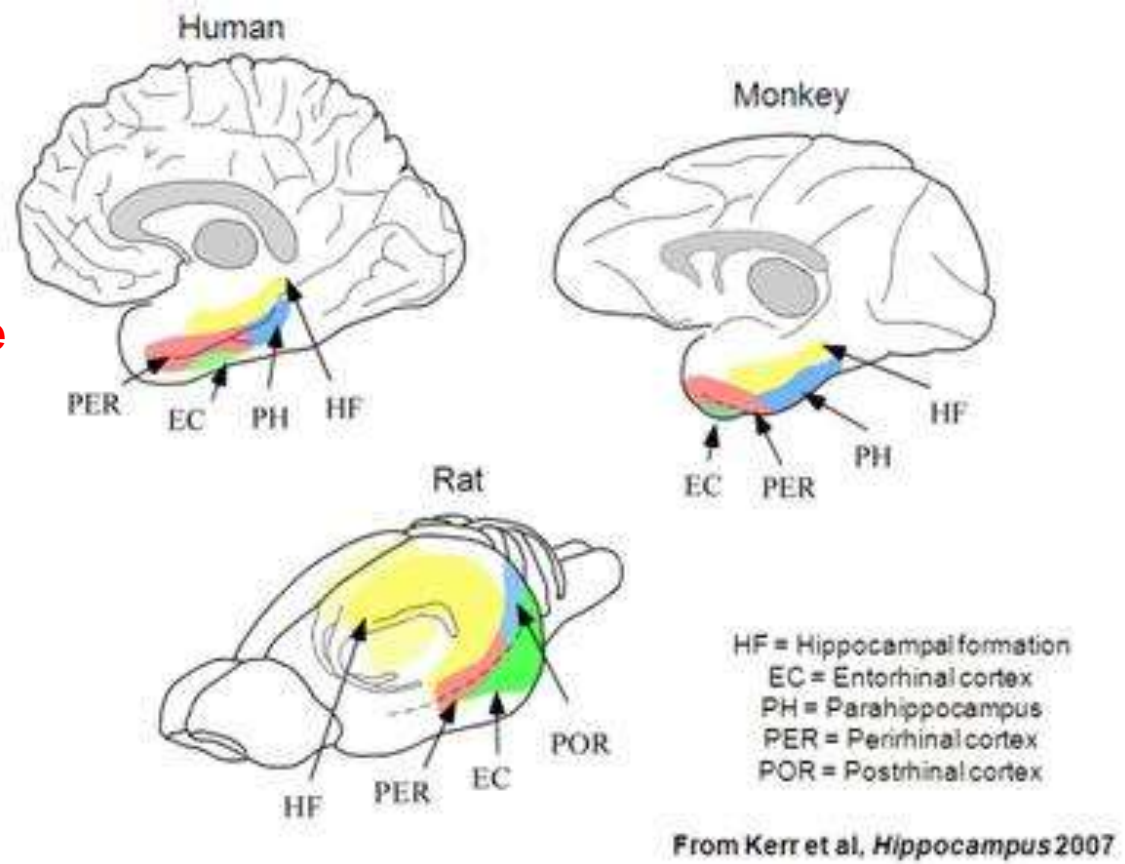 Human
Monkey
e
PER
EC
PH
HF
HF
PH
EC
PER
Rat
POR
EC
PER
HF
HF = Hippocampal formation
EC = Entorhinal cortex
PH = Parahippocampus
PER = Perirhinal cortex
POR = Postrhinal cortex
From Kerr et al, Hippocampus 2007